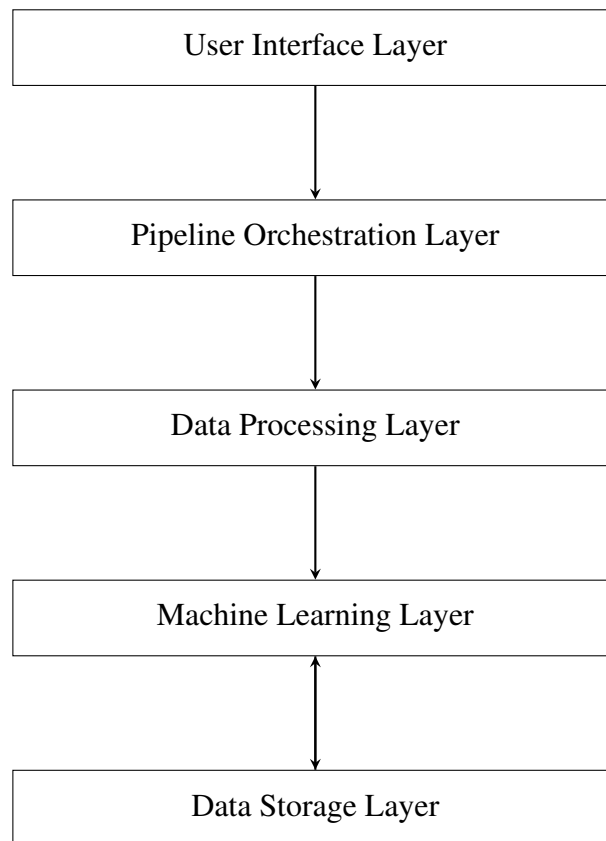 User Interface Layer
Pipeline Orchestration Layer
Data Processing Layer
Machine Learning Layer
Data Storage Layer